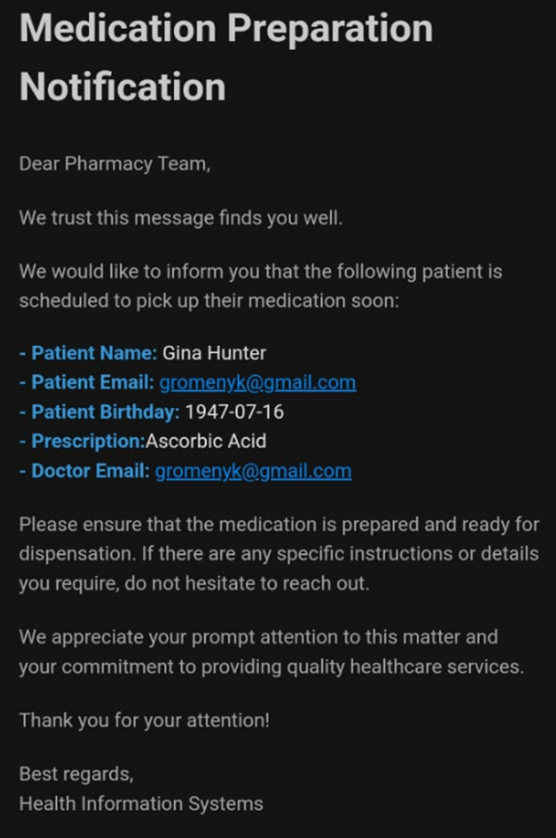 Medication Preparation
Notification
Dear Pharmacy Team,
We trust this message finds you well.
We would like to inform you that the following patient is
scheduled to pick up their medication soon:
- Patient Name: Gina Hunter
- Patient Email: gromenyk@gmail.com
- Patient Birthday: 1947-07-16
- Prescription:Ascorbic Acid
- Doctor Email: gromenyk@gmail.com
Please ensure that the medication is prepared and ready for
dispensation. If there are any specific instructions or details
you require, do not hesitate to reach out.
We appreciate your prompt attention to this matter and
your commitment to providing quality healthcare services.
Thank you for your attention!
Best regards,
Health Information Systems